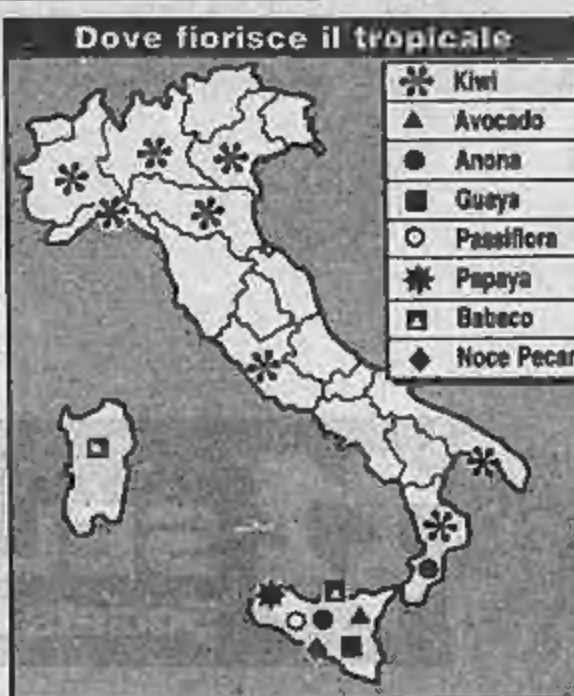 Dove fiorisce il tropicale
Kiwi
Avocado
Anona
Guaya
Passiflora
Papaya
Babaco
Noce Pecan